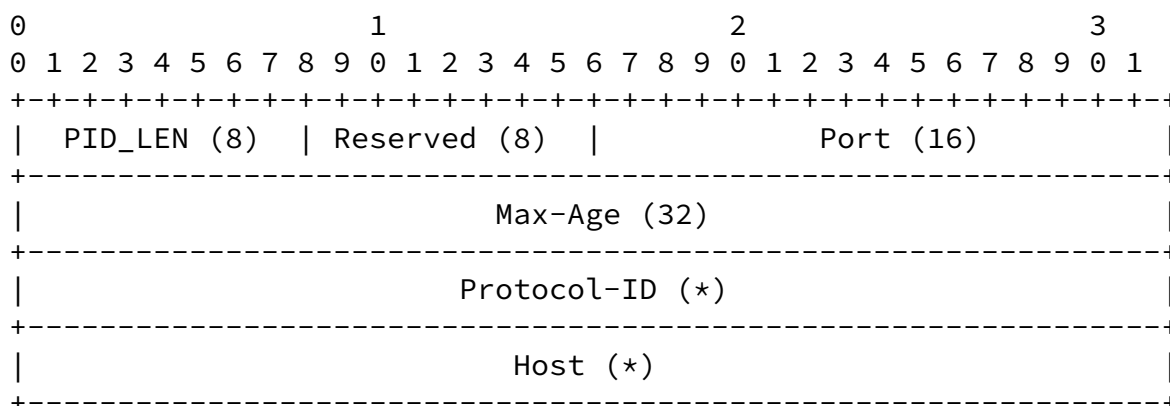 0                   1                   2                   3
0 1 2 3 4 5 6 7 8 9 0 1 2 3 4 5 6 7 8 9 0 1 2 3 4 5 6 7 8 9 0 1
+-+-+-+-+-+-+-+-+-+-+-+-+-+-+-+-+-+-+-+-+-+-+-+-+-+-+-+-+-+-+-+-+
|  PID_LEN (8)  | Reserved (8)  |            Port (16)          |
+---------------------------------------------------------------+
|                          Max-Age (32)                         |
+---------------------------------------------------------------+
|                        Protocol-ID (*)                        |
+---------------------------------------------------------------+
|                           Host (*)                            |
+---------------------------------------------------------------+